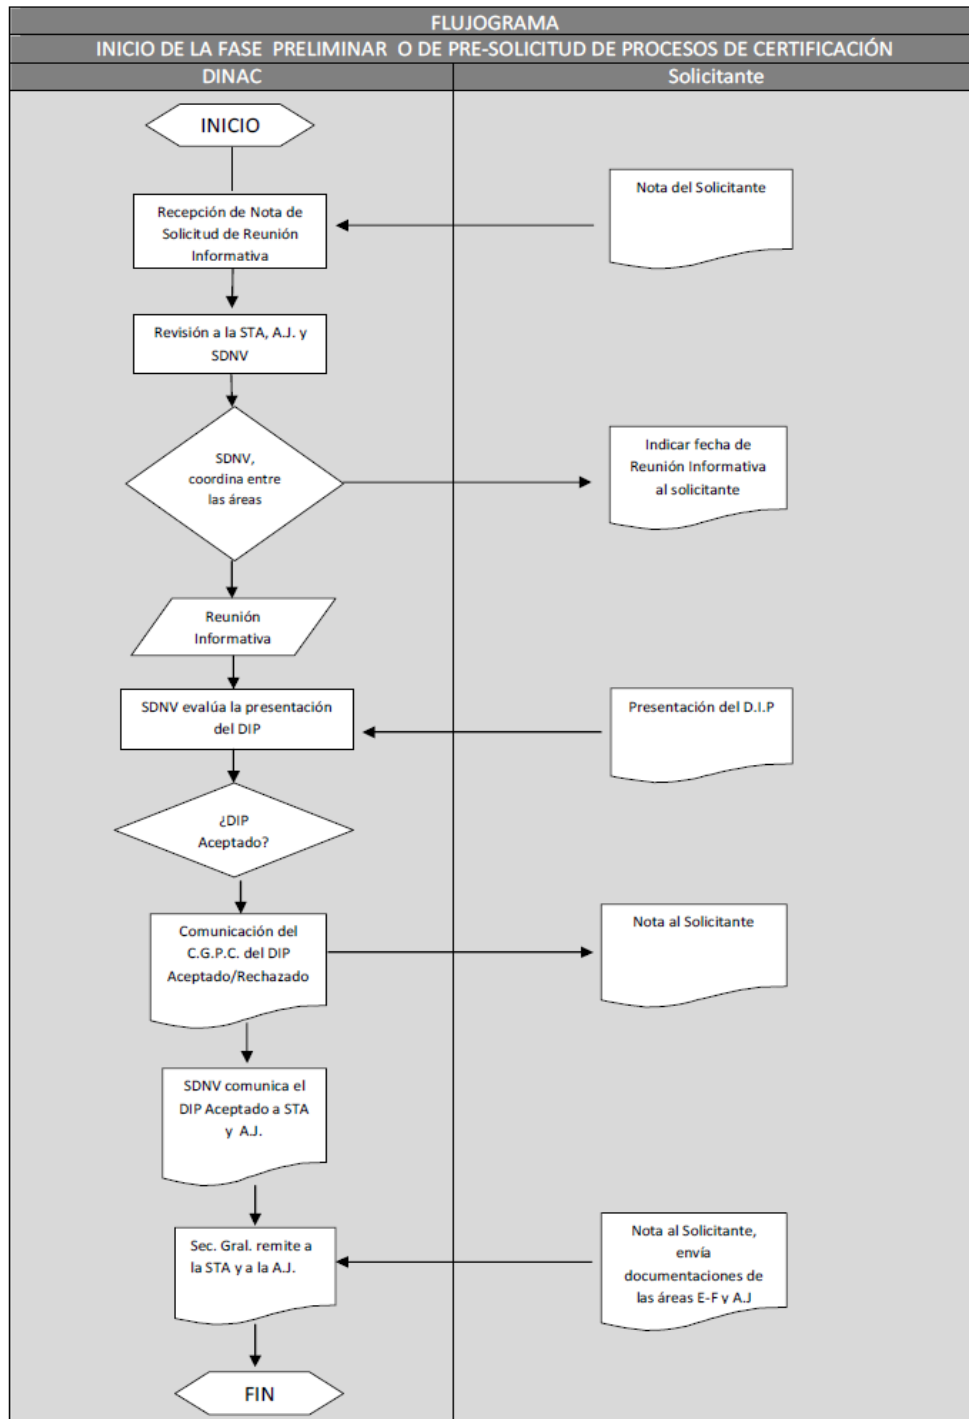 FLUJOGRAMA
INICIO DE LA FASE PRELIMINAR O DE PRE-SOLICITUD DE PROCESOS DE CERTIFICACIÓN
DINAC
Solicitante
INICIO
Nota del Solicitante
Recepción de Nota de
Solicitud de Reunión
Informativa
Revisión a la STA, A.J. y
SDNV
SDNV,
coordina entre
las áreas
Indicar fecha de
Reunión Informativa
al solicitante
Reunión
Informativa
SDNV evalúa la presentación
del DIP
Presentación del D.I.P
¿DIP
Aceptado?
Comunicación del
C.G.P.C. del DIP
Aceptado/Rechazado
Nota al Solicitante
SDNV comunica el
DIP Aceptado a STA
y A.J.
Sec. Gral. remite a
la STA y a la A.J.
Nota al Solicitante,
envía
documentaciones de
las áreas E-F y A.J
FIN